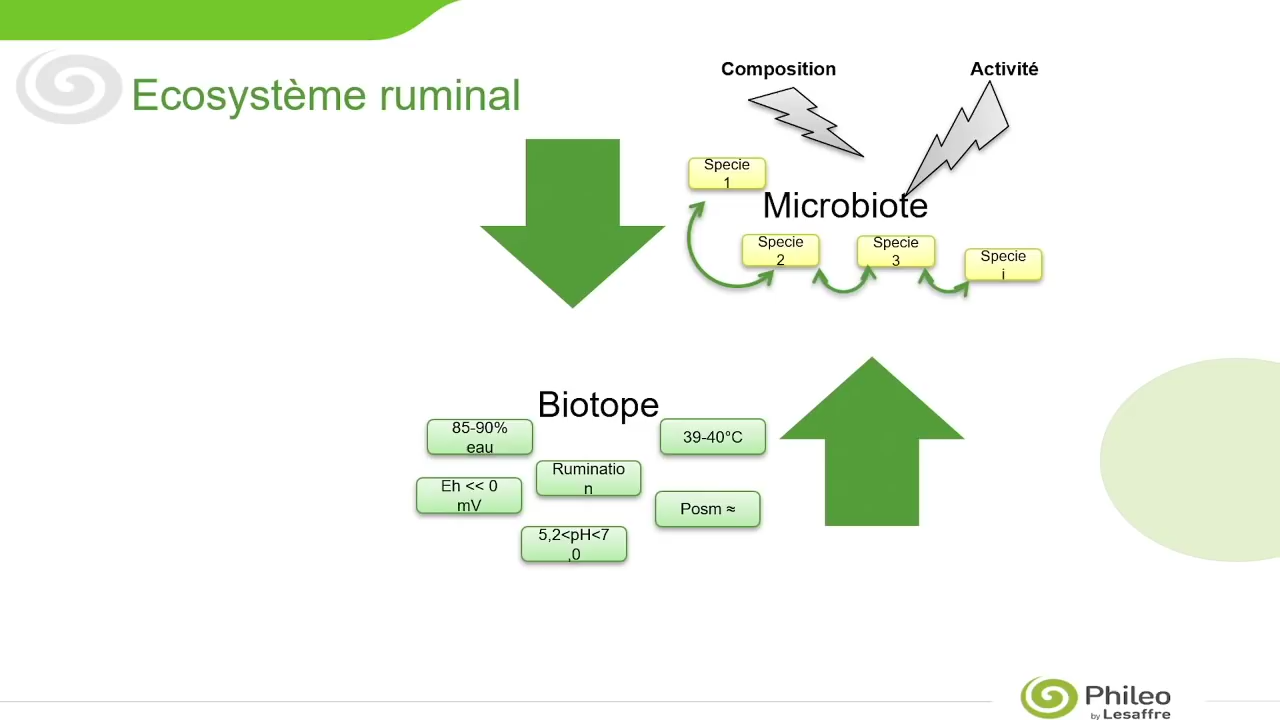 Ecosystème ruminal
Composition
Activité
Specie
1
Microbiote
Specie
2
Specie
3
Specie
i
Biotope
85-90%
eau
39-40°C
Ruminatio
n
Eh << 0
mV
Posm ≈
5,2<pH<7
,0
Phileo
by Lesaffre